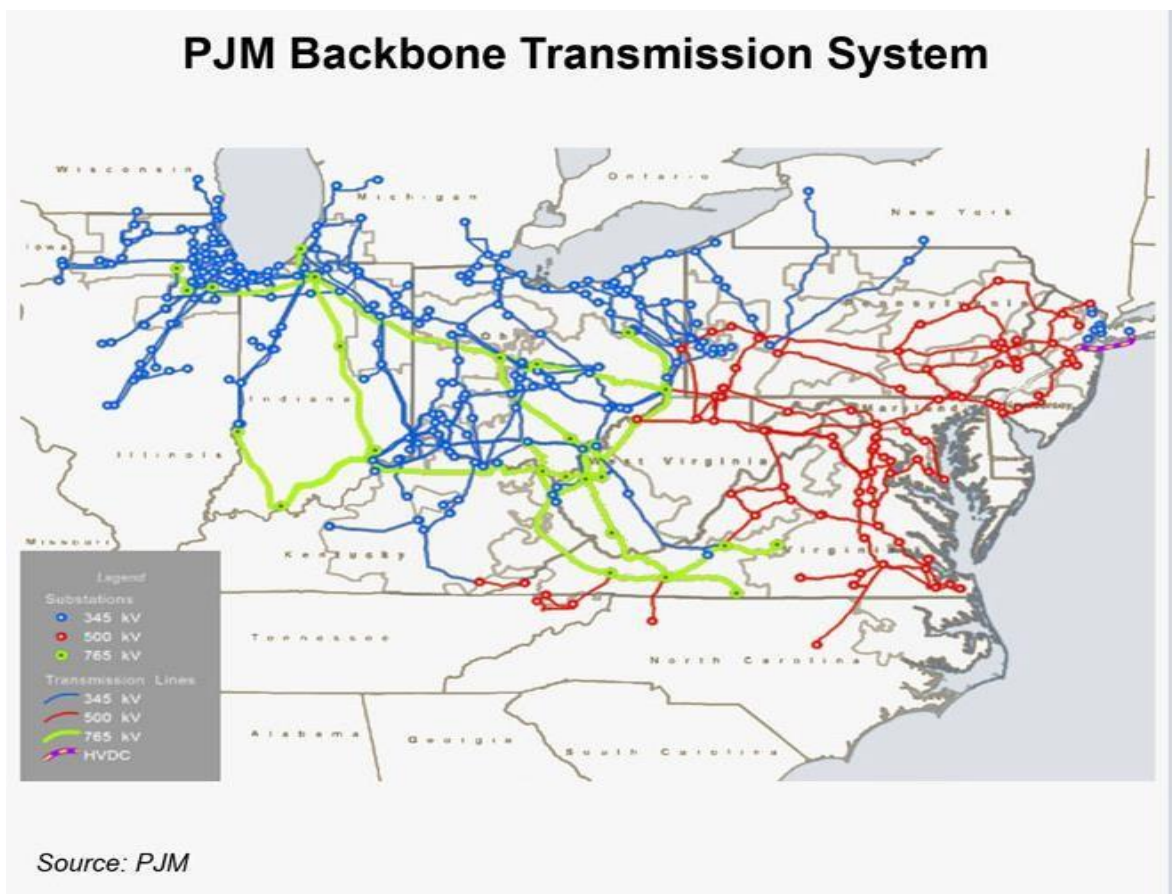 PJM Backbone Transmission System
Wisconsin
Michigan
Ontario
New York
Iowa
Pennsylvania
Indiana
Maryland
Illinois
West Virginia
Missouri
Kentucky
Virginia
Legend
Substations
345 kV
500 kV
765 kV
Transmission Lines
345 kV
500 kV
765 kV
HVDC
Tennessee
North Carolina
Alabama
Georgia
South Carolina
Source: PJM